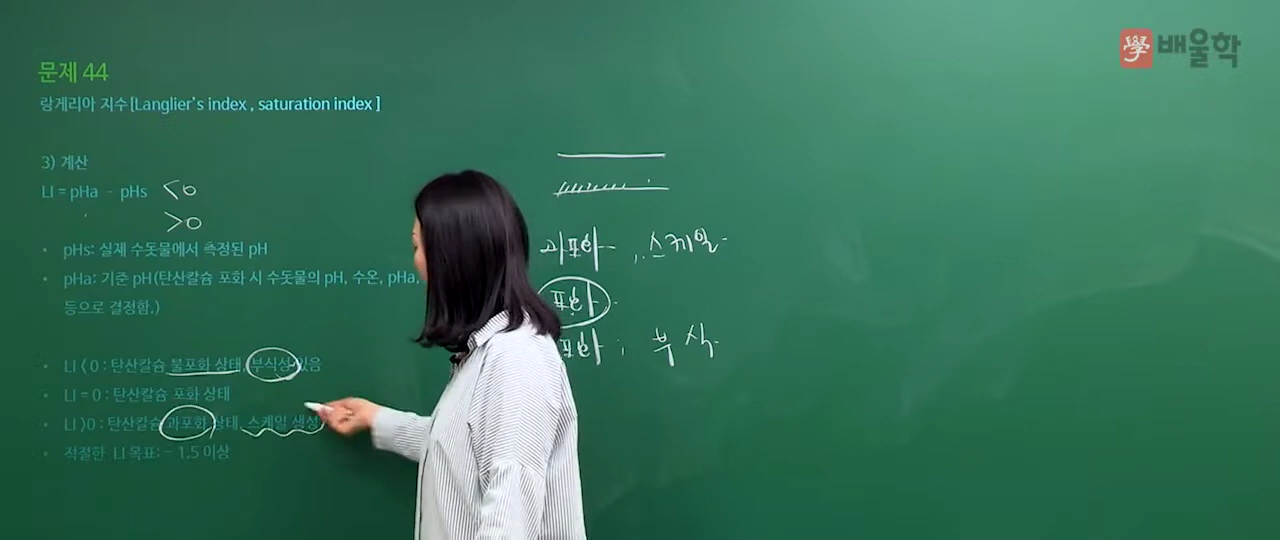 學 배울학
문제 44
랑게리아 지수[Langlier's index , saturation index ]
3) 계산
LI = pHa - pHs <0
>0
• pHs: 실제 수돗물에서 측정된 pH
• pHa: 기준 pH(탄산칼슘 포화 시 수돗물의 pH, 수온, pHa,
등으로 결정함.)
• LI < 0 : 탄산칼슘 불포화 상태, 부식성 있음
• LI = 0 : 탄산칼슘 포화 상태
• LI >0 : 탄산칼슘 과포화 상태, 스케일 생성
• 적절한 LI 목표: - 1.5 이상
과포화 , 스케일
포화
포화 ; 부식